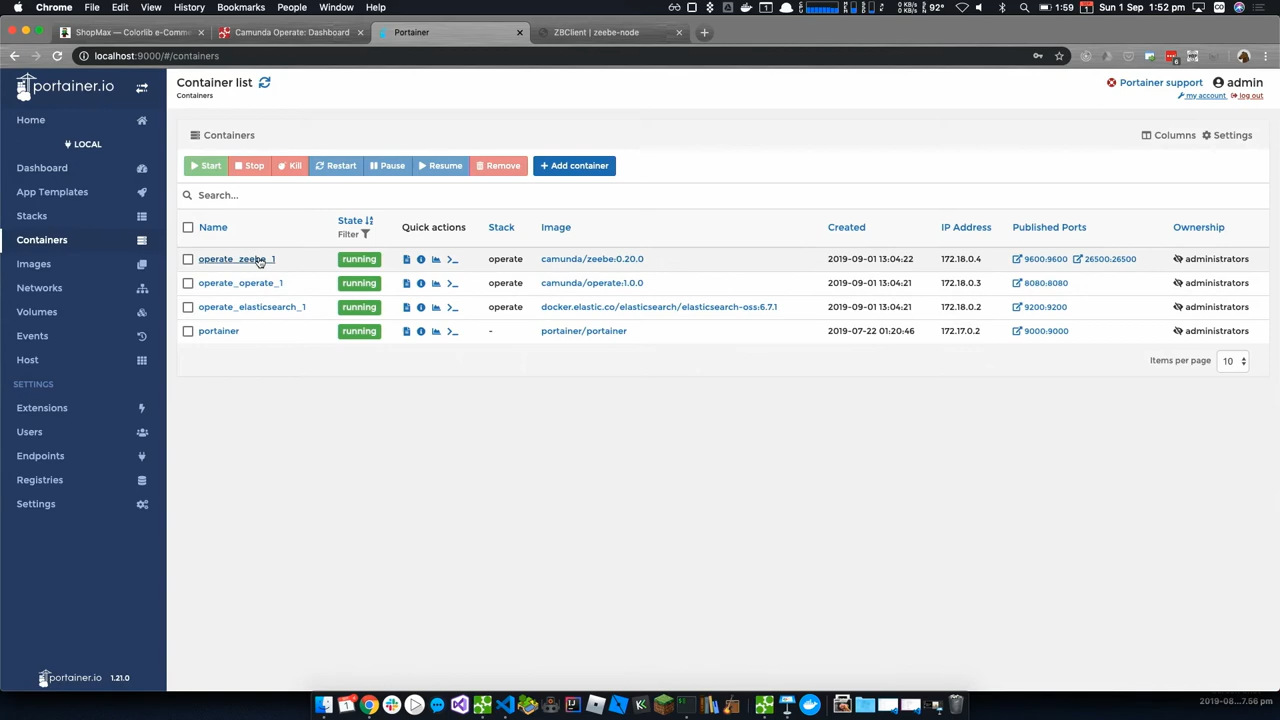 Chrome File Edit View History Bookmarks People Window Help
92° 1:59 Sun 1 Sep 1:52 pm
ShopMax — Colorlib e-Comme
Camunda Operate: Dashboard
Portainer
ZBClient | zeebe-node
localhost:9000/#/containers
portainer.io
Container list
Containers
Portainer support admin
my account log out
Home
LOCAL
Dashboard
App Templates
Stacks
Containers
Images
Networks
Volumes
Events
Host
SETTINGS
Extensions
Users
Endpoints
Registries
Settings
portainer.io 1.21.0
Containers
Columns Settings
Start Stop Kill Restart Pause Resume Remove Add container
Search...
Name State Filter Quick actions Stack Image Created IP Address Published Ports Ownership
operate_zeebe_1 running operate camunda/zeebe:0.20.0 2019-09-01 13:04:22 172.18.0.4 9600:9600 26500:26500 administrators
operate_operate_1 running operate camunda/operate:1.0.0 2019-09-01 13:04:21 172.18.0.3 8080:8080 administrators
operate_elasticsearch_1 running operate docker.elastic.co/elasticsearch/elasticsearch-oss:6.7.1 2019-09-01 13:04:21 172.18.0.2 9200:9200 administrators
portainer running - portainer/portainer 2019-07-22 01:20:46 172.17.0.2 9000:9000 administrators
Items per page 10
2019-08...7.56 pm